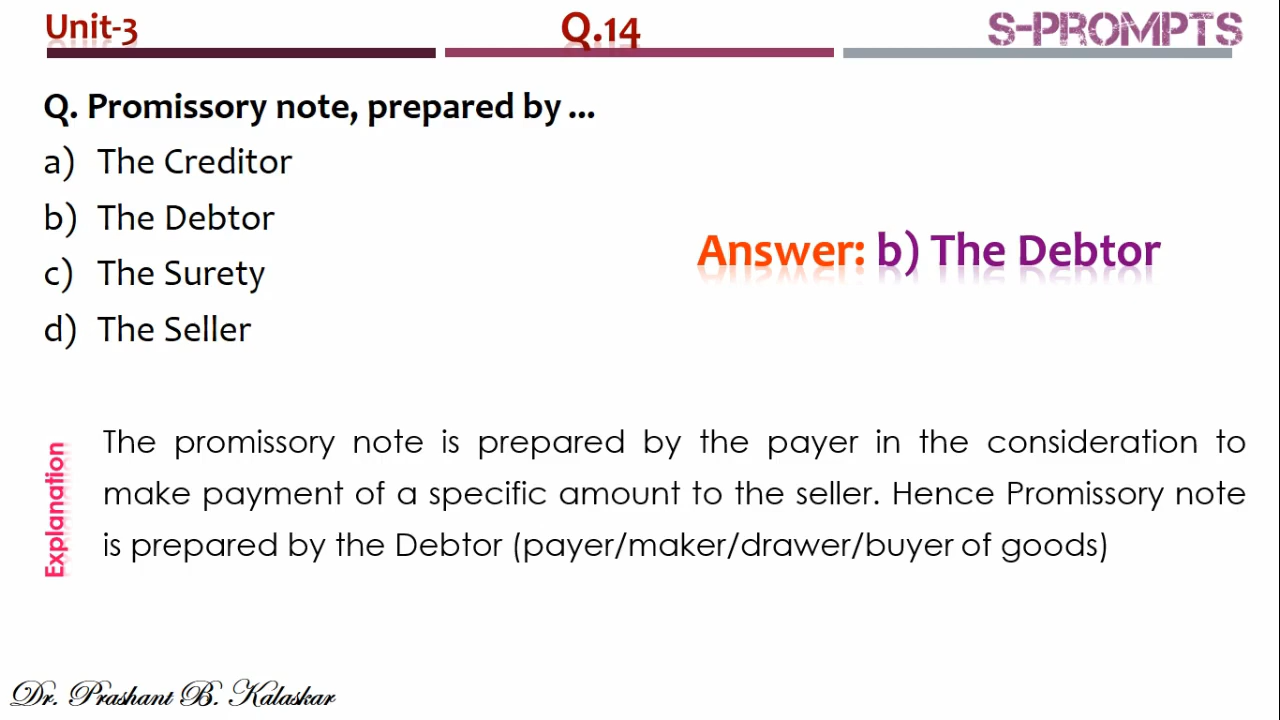 Unit-3
Q.14
S-PROMPTS
Q. Promissory note, prepared by ...
a) The Creditor
b) The Debtor
c) The Surety
d) The Seller
Answer: b) The Debtor
Explanation
The promissory note is prepared by the payer in the consideration to
make payment of a specific amount to the seller. Hence Promissory note
is prepared by the Debtor (payer/maker/drawer/buyer of goods)
Dr. Prashant B. Kalaskar